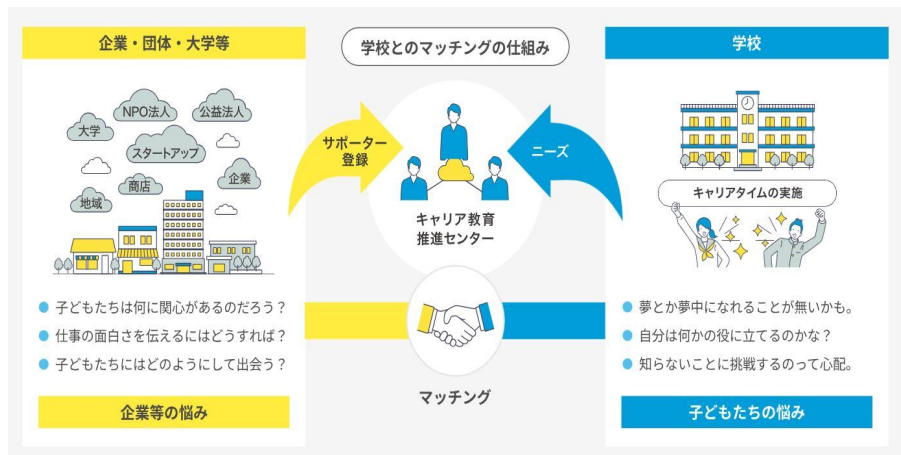 企業・団体・大学等
大学
NPO法人
公益法人
スタートアップ
地域
商店
企業
子どもたちは何に関心があるのだろう？
仕事の面白さを伝えるにはどうすれば？
子どもたちにはどのようにして出会う？
企業等の悩み
学校とのマッチングの仕組み
サポーター
登録
ニーズ
キャリア教育
推進センター
マッチング
学校
キャリアタイムの実施
夢とか夢中になれることが無いかも。
自分は何かの役に立てるのかな？
知らないことに挑戦するのって心配。
子どもたちの悩み